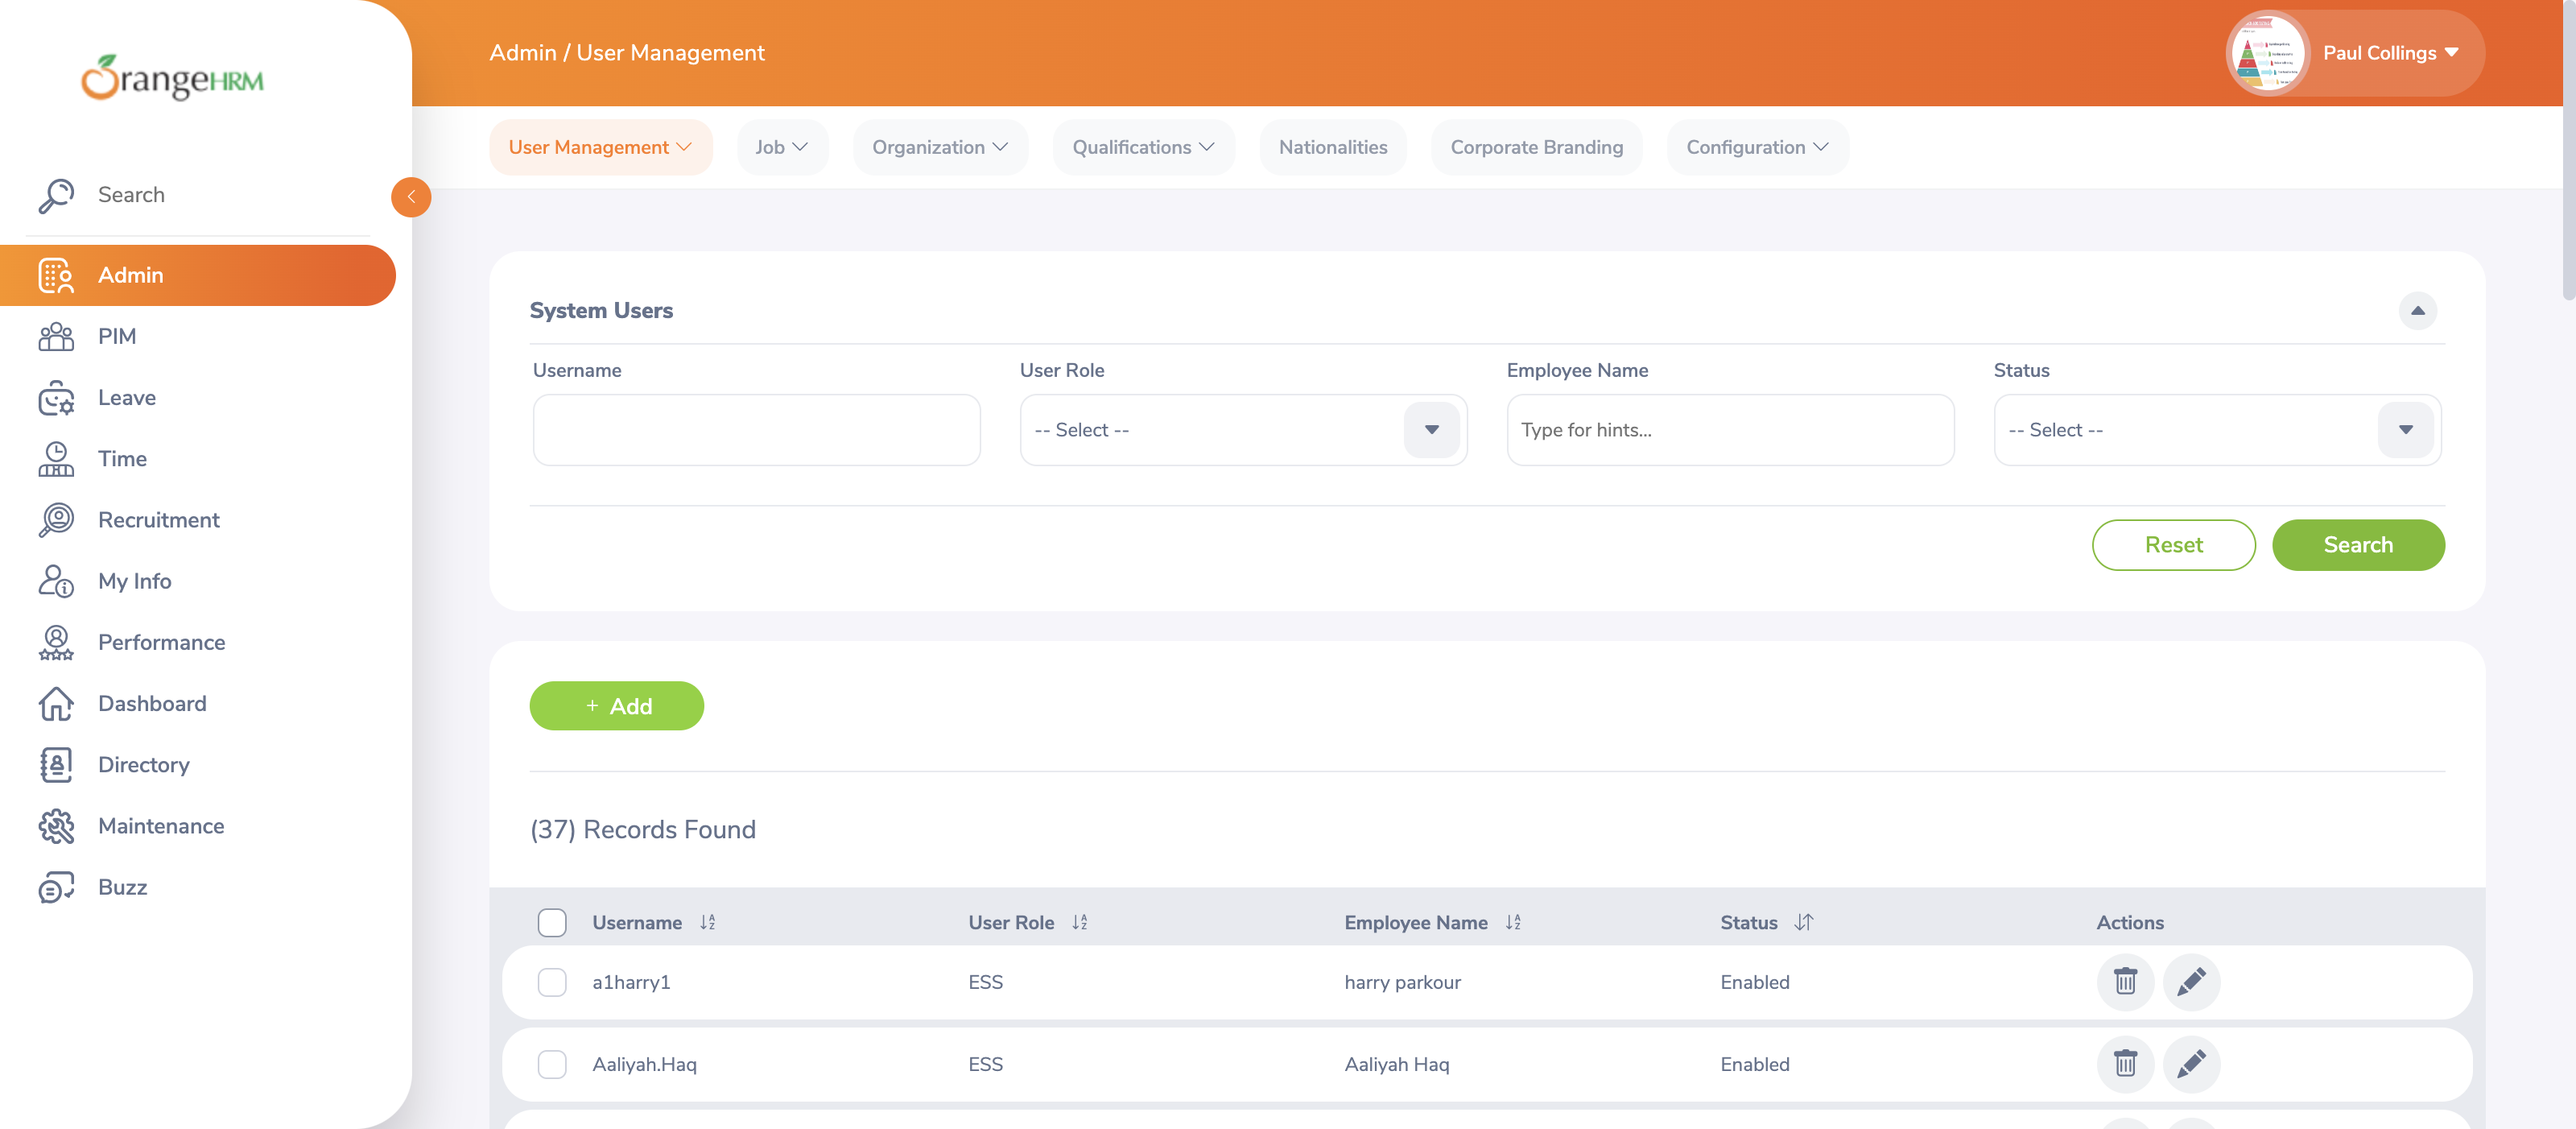 OrangeHRM
Admin / User Management
Paul Collings
Search
Admin
PIM
Leave
Time
Recruitment
My Info
Performance
Dashboard
Directory
Maintenance
Buzz
User Management
Job
Organization
Qualifications
Nationalities
Corporate Branding
Configuration
System Users
Username
User Role
Employee Name
Status
-- Select --
Type for hints...
-- Select --
Reset
Search
+ Add
(37) Records Found
Username
User Role
Employee Name
Status
Actions
a1harry1
ESS
harry parkour
Enabled
Aaliyah.Haq
ESS
Aaliyah Haq
Enabled